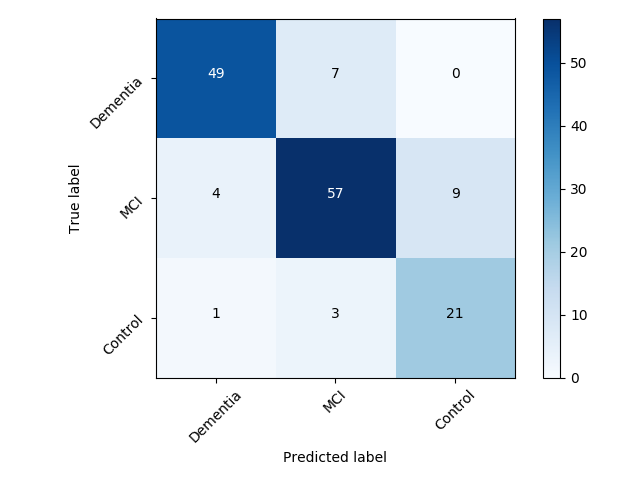 Dementia 49 7 0
MCI 4 57 9
Control 1 3 21
Dementia MCI Control
True label
Predicted label
50
40
30
20
10
0